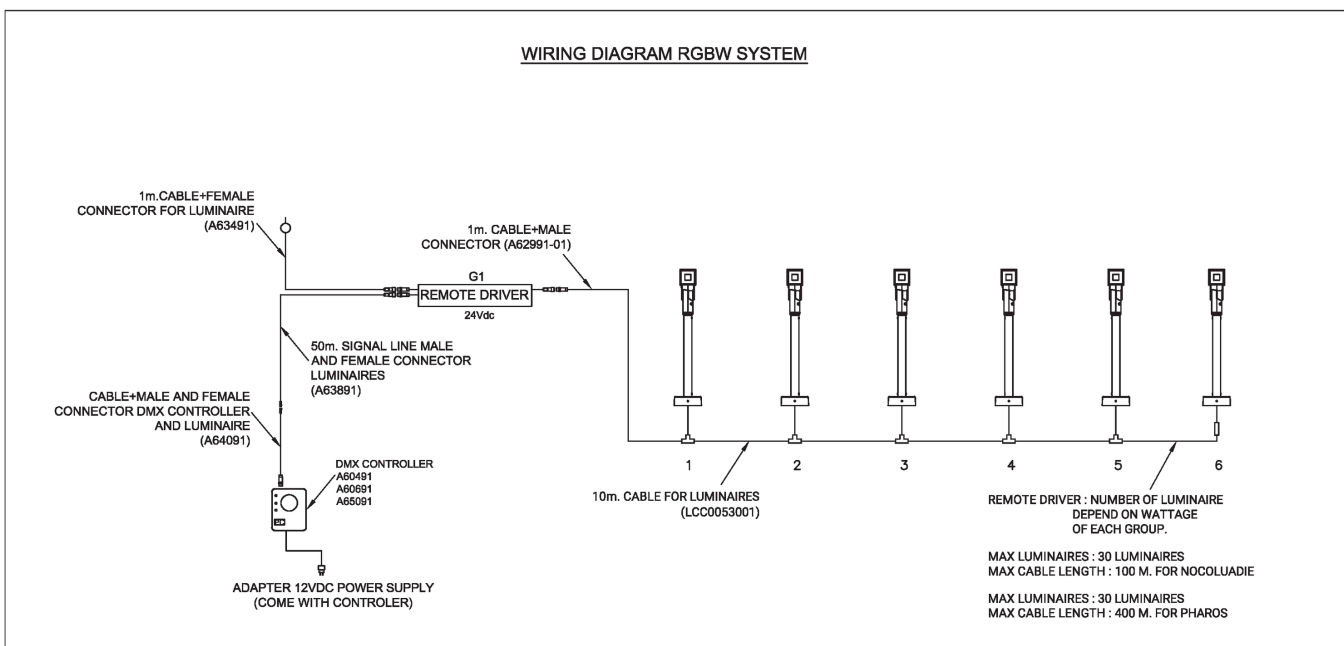 WIRING DIAGRAM RGBW SYSTEM
1m.CABLE+FEMALE
CONNECTOR FOR LUMINAIRE
(A63491)
1m. CABLE+MALE
CONNECTOR (A62991-01)
G1
REMOTE DRIVER
24Vdc
50m. SIGNAL LINE MALE
AND FEMALE CONNECTOR
LUMINAIRES
(A63891)
CABLE+MALE AND FEMALE
CONNECTOR DMX CONTROLLER
AND LUMINAIRE
(A64091)
DMX CONTROLLER
A60491
A60691
A65091
ADAPTER 12VDC POWER SUPPLY
(COME WITH CONTROLER)
1 2 3 4 5 6
10m. CABLE FOR LUMINAIRES
(LCC0053001)
REMOTE DRIVER : NUMBER OF LUMINAIRE
DEPEND ON WATTAGE
OF EACH GROUP.
MAX LUMINAIRES : 30 LUMINAIRES
MAX CABLE LENGTH : 100 M. FOR NOCOLUADIE
MAX LUMINAIRES : 30 LUMINAIRES
MAX CABLE LENGTH : 400 M. FOR PHAROS